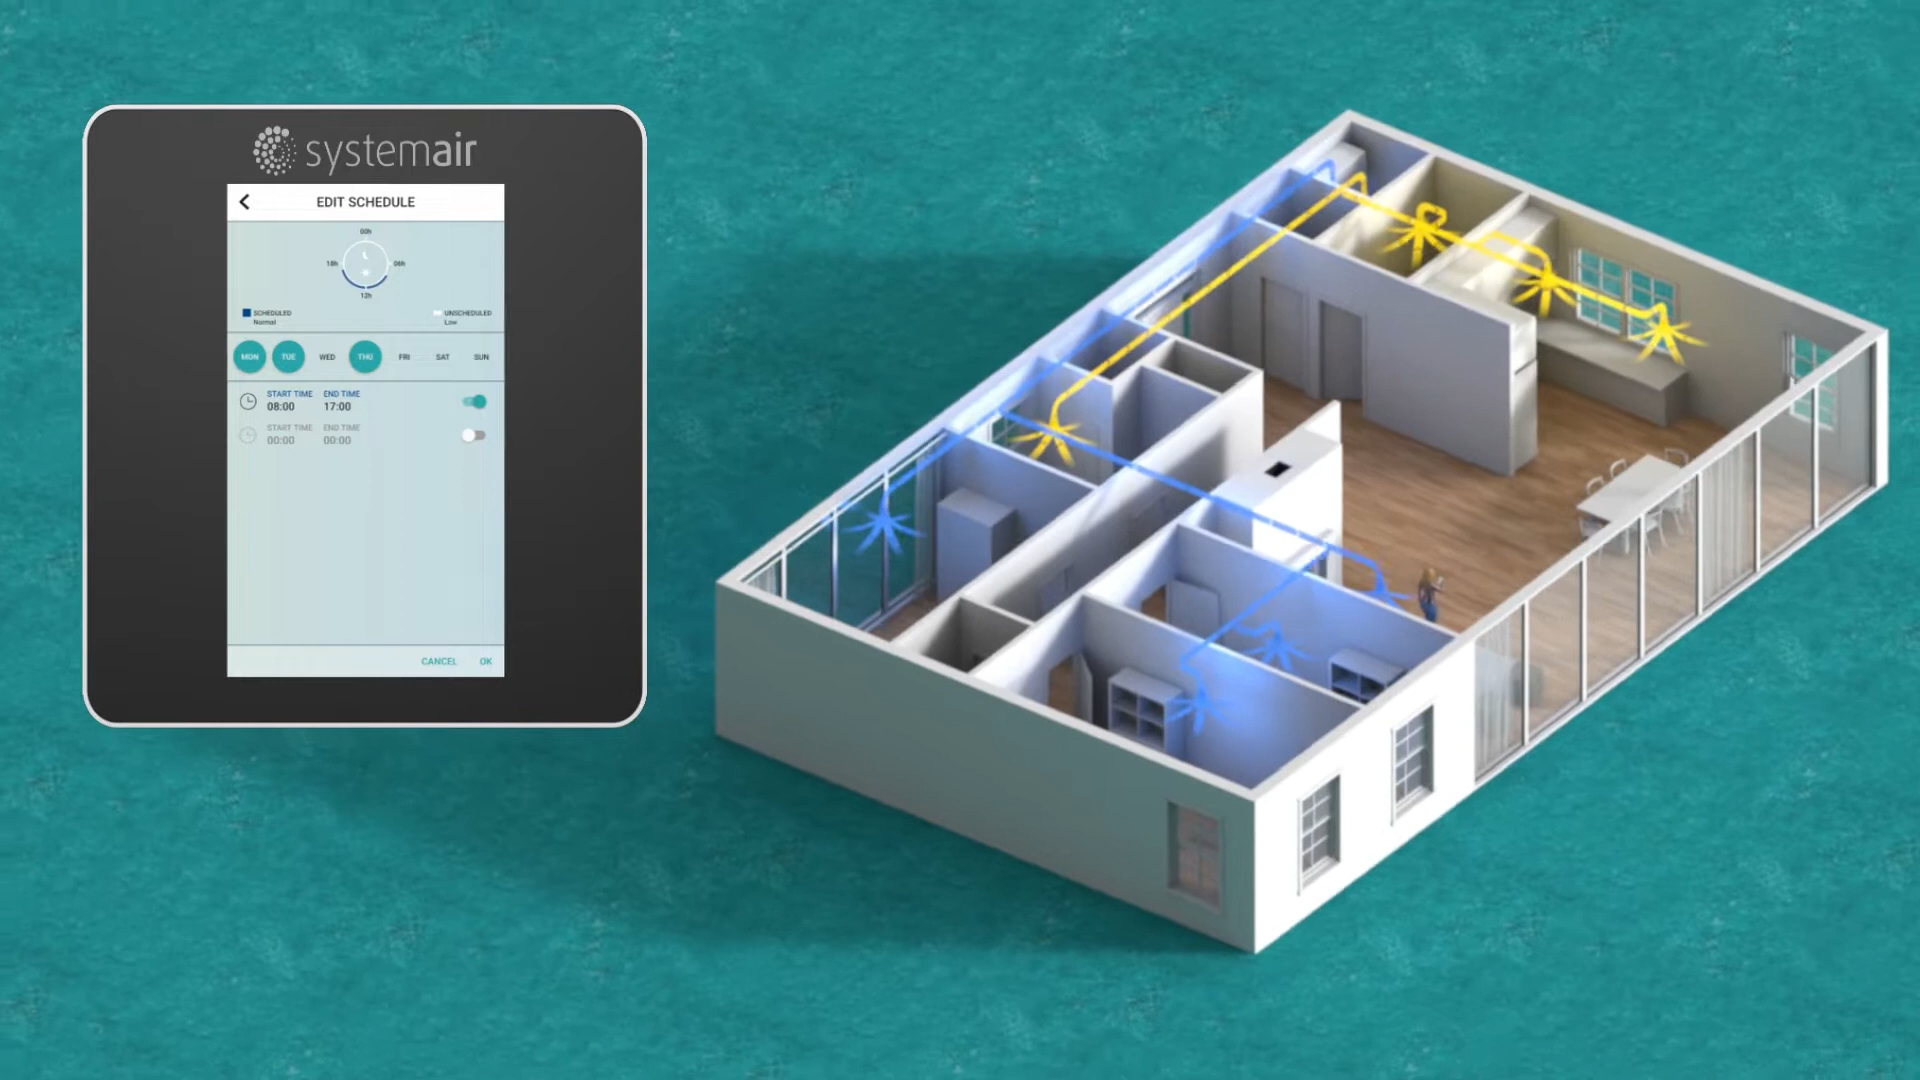 systemair
EDIT SCHEDULE
00h
18h 06h
12h
SCHEDULED UNSCHEDULED
Normal Low
MON TUE WED THU FRI SAT SUN
START TIME END TIME
08:00 17:00
START TIME END TIME
00:00 00:00
CANCEL OK